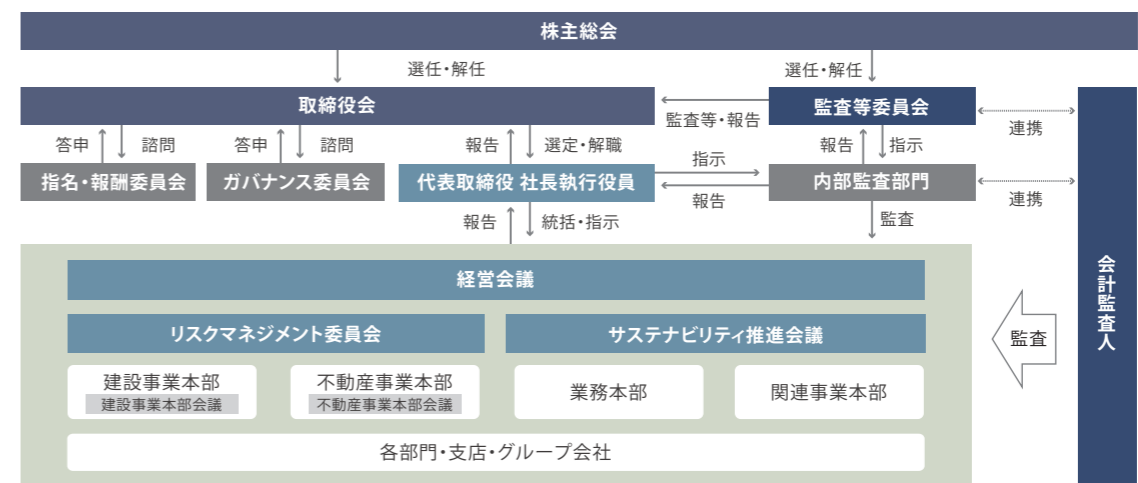 株主総会
選任・解任
選任・解任
取締役会
監査等・報告
監査等委員会
連携
答申
諮問
答申
諮問
報告
選定・解職
報告
指示
指名・報酬委員会
ガバナンス委員会
代表取締役 社長執行役員
指示
報告
内部監査部門
連携
報告
統括・指示
監査
会計監査人
監査
経営会議
リスクマネジメント委員会
サステナビリティ推進会議
建設事業本部
建設事業本部会議
不動産事業本部
不動産事業本部会議
業務本部
関連事業本部
各部門・支店・グループ会社